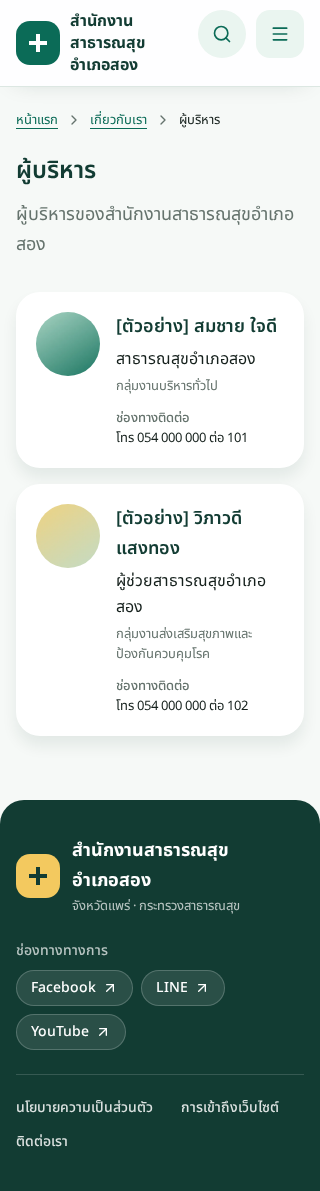 สำนักงาน
สาธารณสุข
อำเภอสอง
หน้าแรก
เกี่ยวกับเรา
ผู้บริหาร
ผู้บริหาร
ผู้บริหารของสำนักงานสาธารณสุขอำเภอ
สอง
[ตัวอย่าง] สมชาย ใจดี
สาธารณสุขอำเภอสอง
กลุ่มงานบริหารทั่วไป
ช่องทางติดต่อ
โทร 054 000 000 ต่อ 101
[ตัวอย่าง] วิภาวดี
แสงทอง
ผู้ช่วยสาธารณสุขอำเภอ
สอง
กลุ่มงานส่งเสริมสุขภาพและ
ป้องกันควบคุมโรค
ช่องทางติดต่อ
โทร 054 000 000 ต่อ 102
สำนักงานสาธารณสุข
อำเภอสอง
จังหวัดแพร่ · กระทรวงสาธารณสุข
ช่องทางทางการ
Facebook
LINE
YouTube
นโยบายความเป็นส่วนตัว
การเข้าถึงเว็บไซต์
ติดต่อเรา